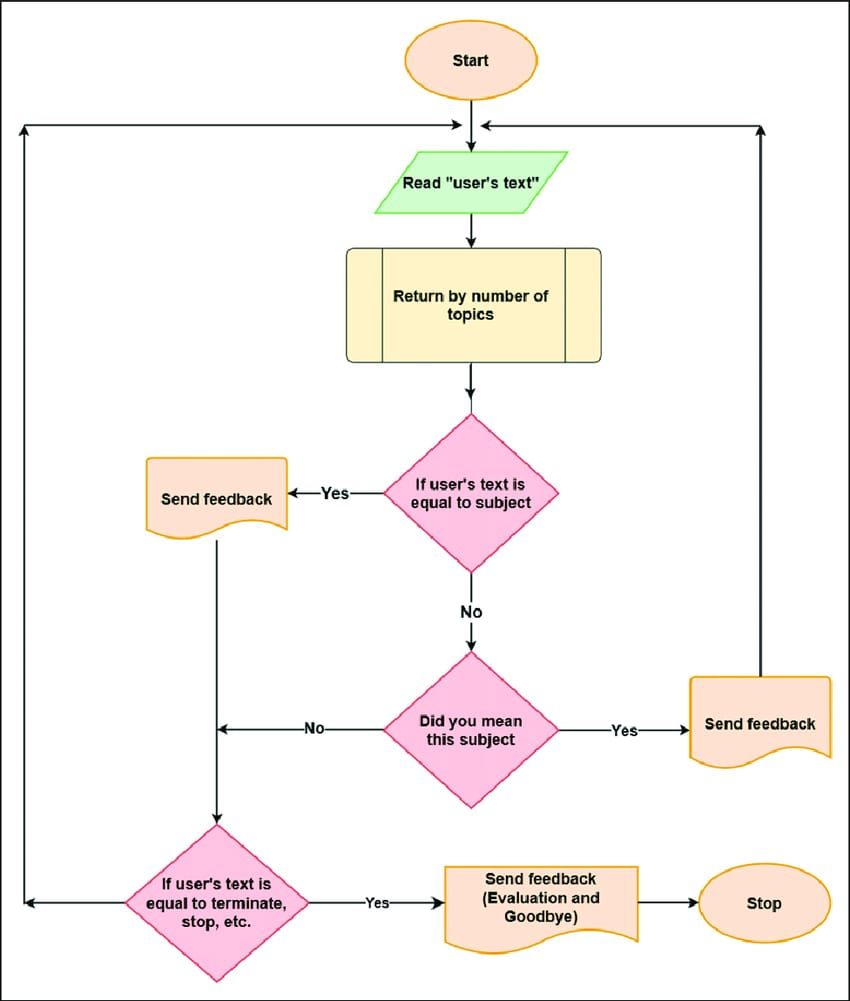 Start
Read "user's text"
Return by number of
topics
If user's text is
equal to subject
Yes
Send feedback
No
Did you mean
this subject
No
Yes
Send feedback
If user's text is
equal to terminate,
stop, etc.
Yes
Send feedback
(Evaluation and
Goodbye)
Stop